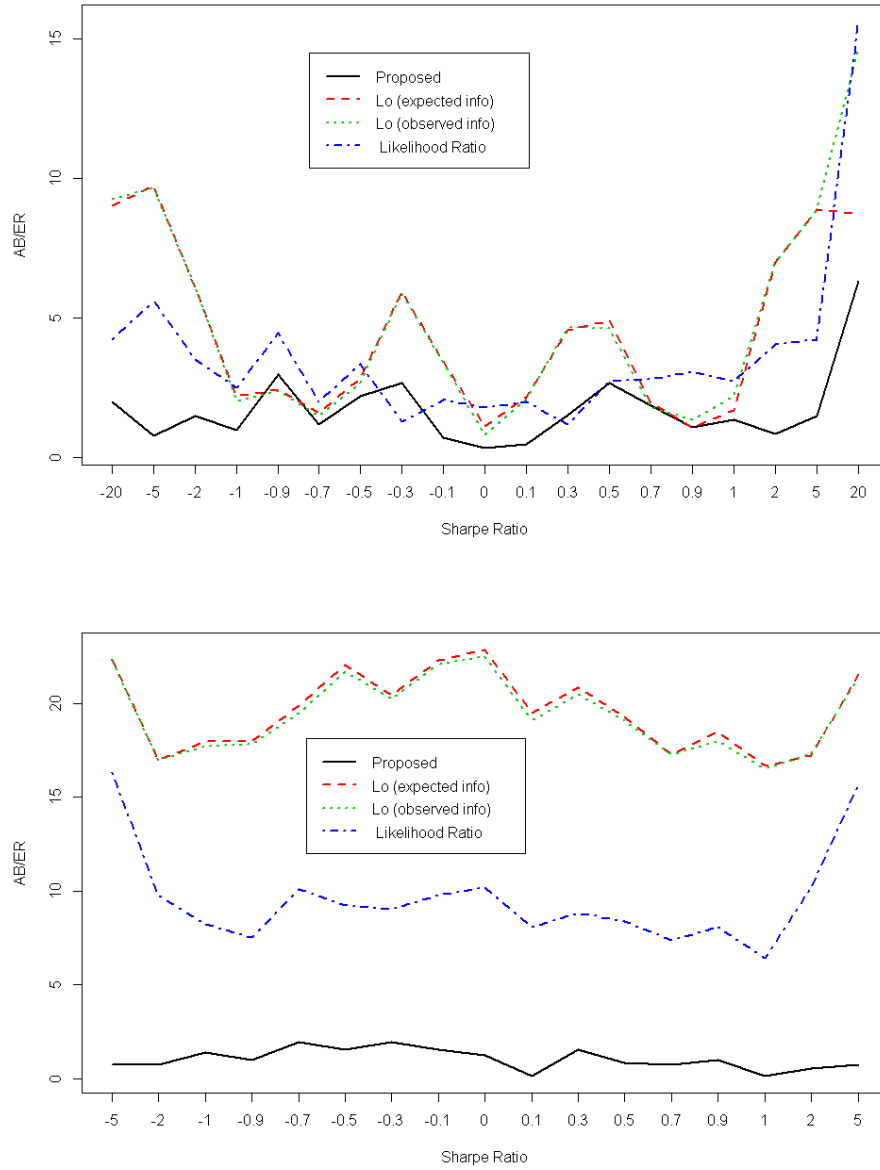 15
10
5
0
AB/ER
Proposed
Lo (expected info)
Lo (observed info)
Likelihood Ratio
-20 -5 -2 -1 -0.9 -0.7 -0.5 -0.3 -0.1 0 0.1 0.3 0.5 0.7 0.9 1 2 5 20
Sharpe Ratio
20
15
10
5
0
AB/ER
Proposed
Lo (expected info)
Lo (observed info)
Likelihood Ratio
-5 -2 -1 -0.9 -0.7 -0.5 -0.3 -0.1 0 0.1 0.3 0.5 0.7 0.9 1 2 5
Sharpe Ratio